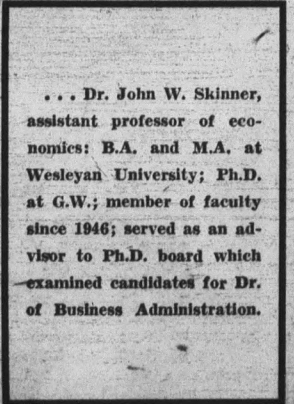 . . . Dr. John W. Skinner,
assistant professor of eco-
nomics: B.A. and M.A. at
Wesleyan University; Ph.D.
at G.W.; member of faculty
since 1946; served as an ad-
visor to Ph.D. board which
examined candidates for Dr.
of Business Administration.